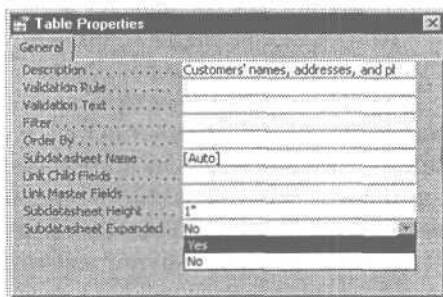 Table Properties
General
Description . . . . . . . . . . . Customers' names, addresses, and pl
Validation Rule . . . . . . . .
Validation Text . . . . . . . .
Filter . . . . . . . . . . . . . . . .
Order By . . . . . . . . . . . . .
Subdatasheet Name . . . . . [Auto]
Link Child Fields . . . . . . .
Link Master Fields . . . . . .
Subdatasheet Height . . . . 1"
Subdatasheet Expanded . No
Yes
No